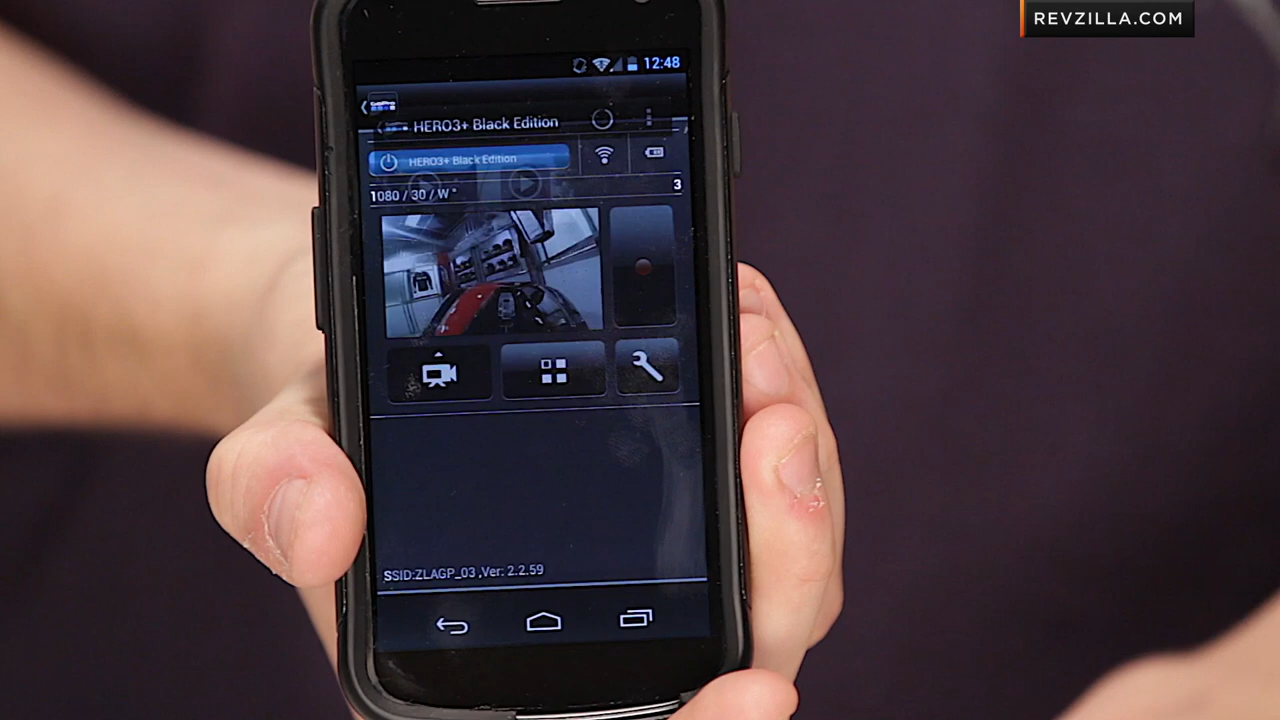 REVZILLA.COM
12:48
GoPro
HERO3+ Black Edition
HERO3+ Black Edition
1080 / 30 / W °
3
SSID:ZLAGP_03 ,Ver: 2.2.59